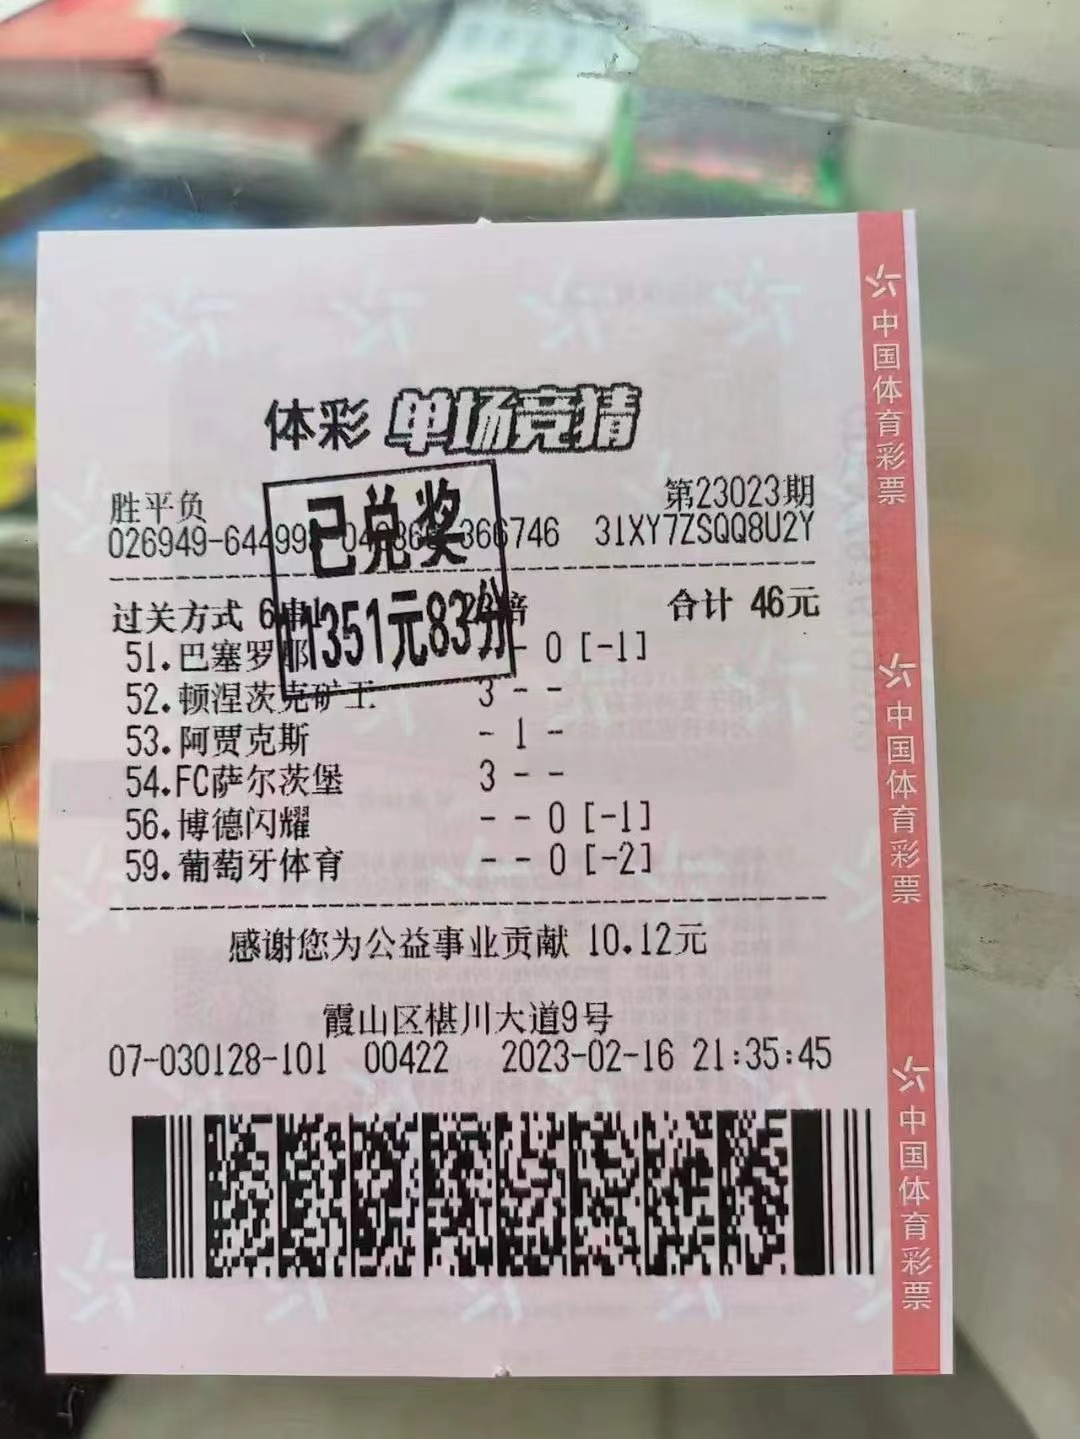 体彩 单场竞猜
胜平负 第23023期
026949-64499 366746 31XY7ZSQQ8U2Y
已兑奖
11351元83分
过关方式 6串1 倍 合计 46元
51.巴塞罗那 - 0 [-1]
52.顿涅茨克矿工 3 - -
53.阿贾克斯 - 1 -
54.FC萨尔茨堡 3 - -
56.博德闪耀 - - 0 [-1]
59.葡萄牙体育 - - 0 [-2]
感谢您为公益事业贡献 10.12元
霞山区椹川大道9号
07-030128-101 00422 2023-02-16 21:35:45
中国体育彩票
中国体育彩票
中国体育彩票